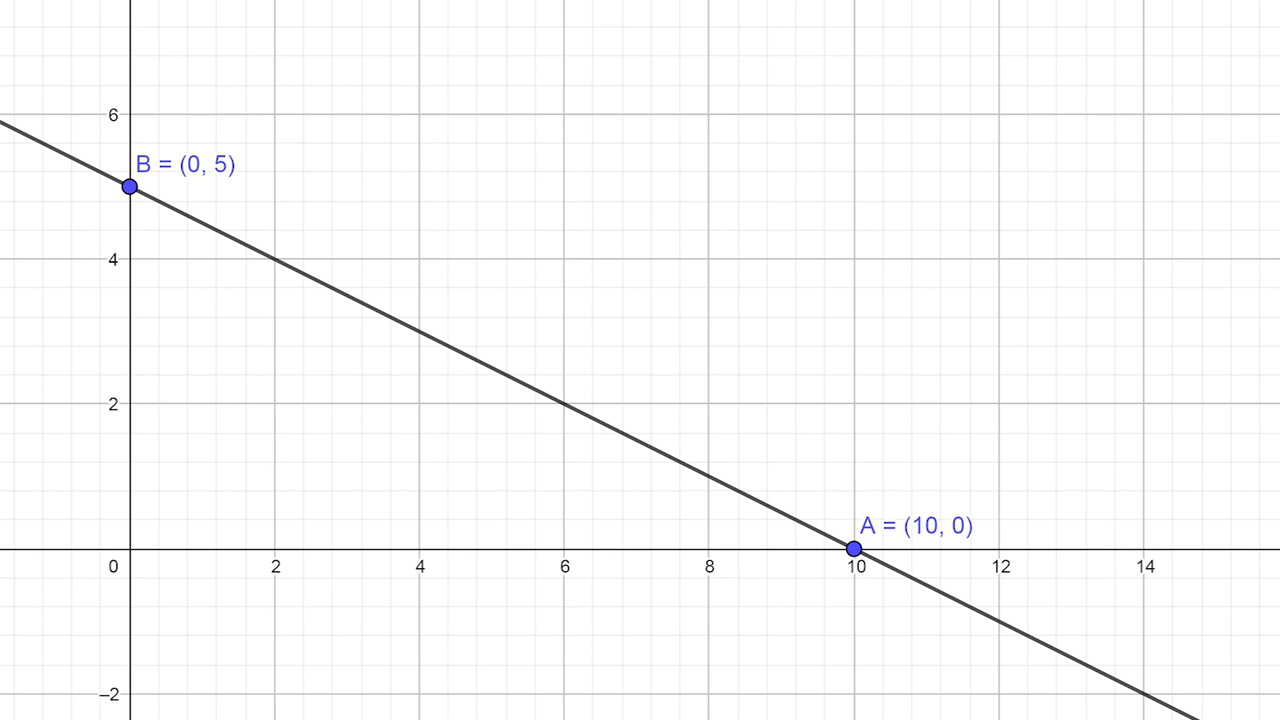 6
B = (0, 5)
4
2
A = (10, 0)
0 2 4 6 8 10 12 14
–2